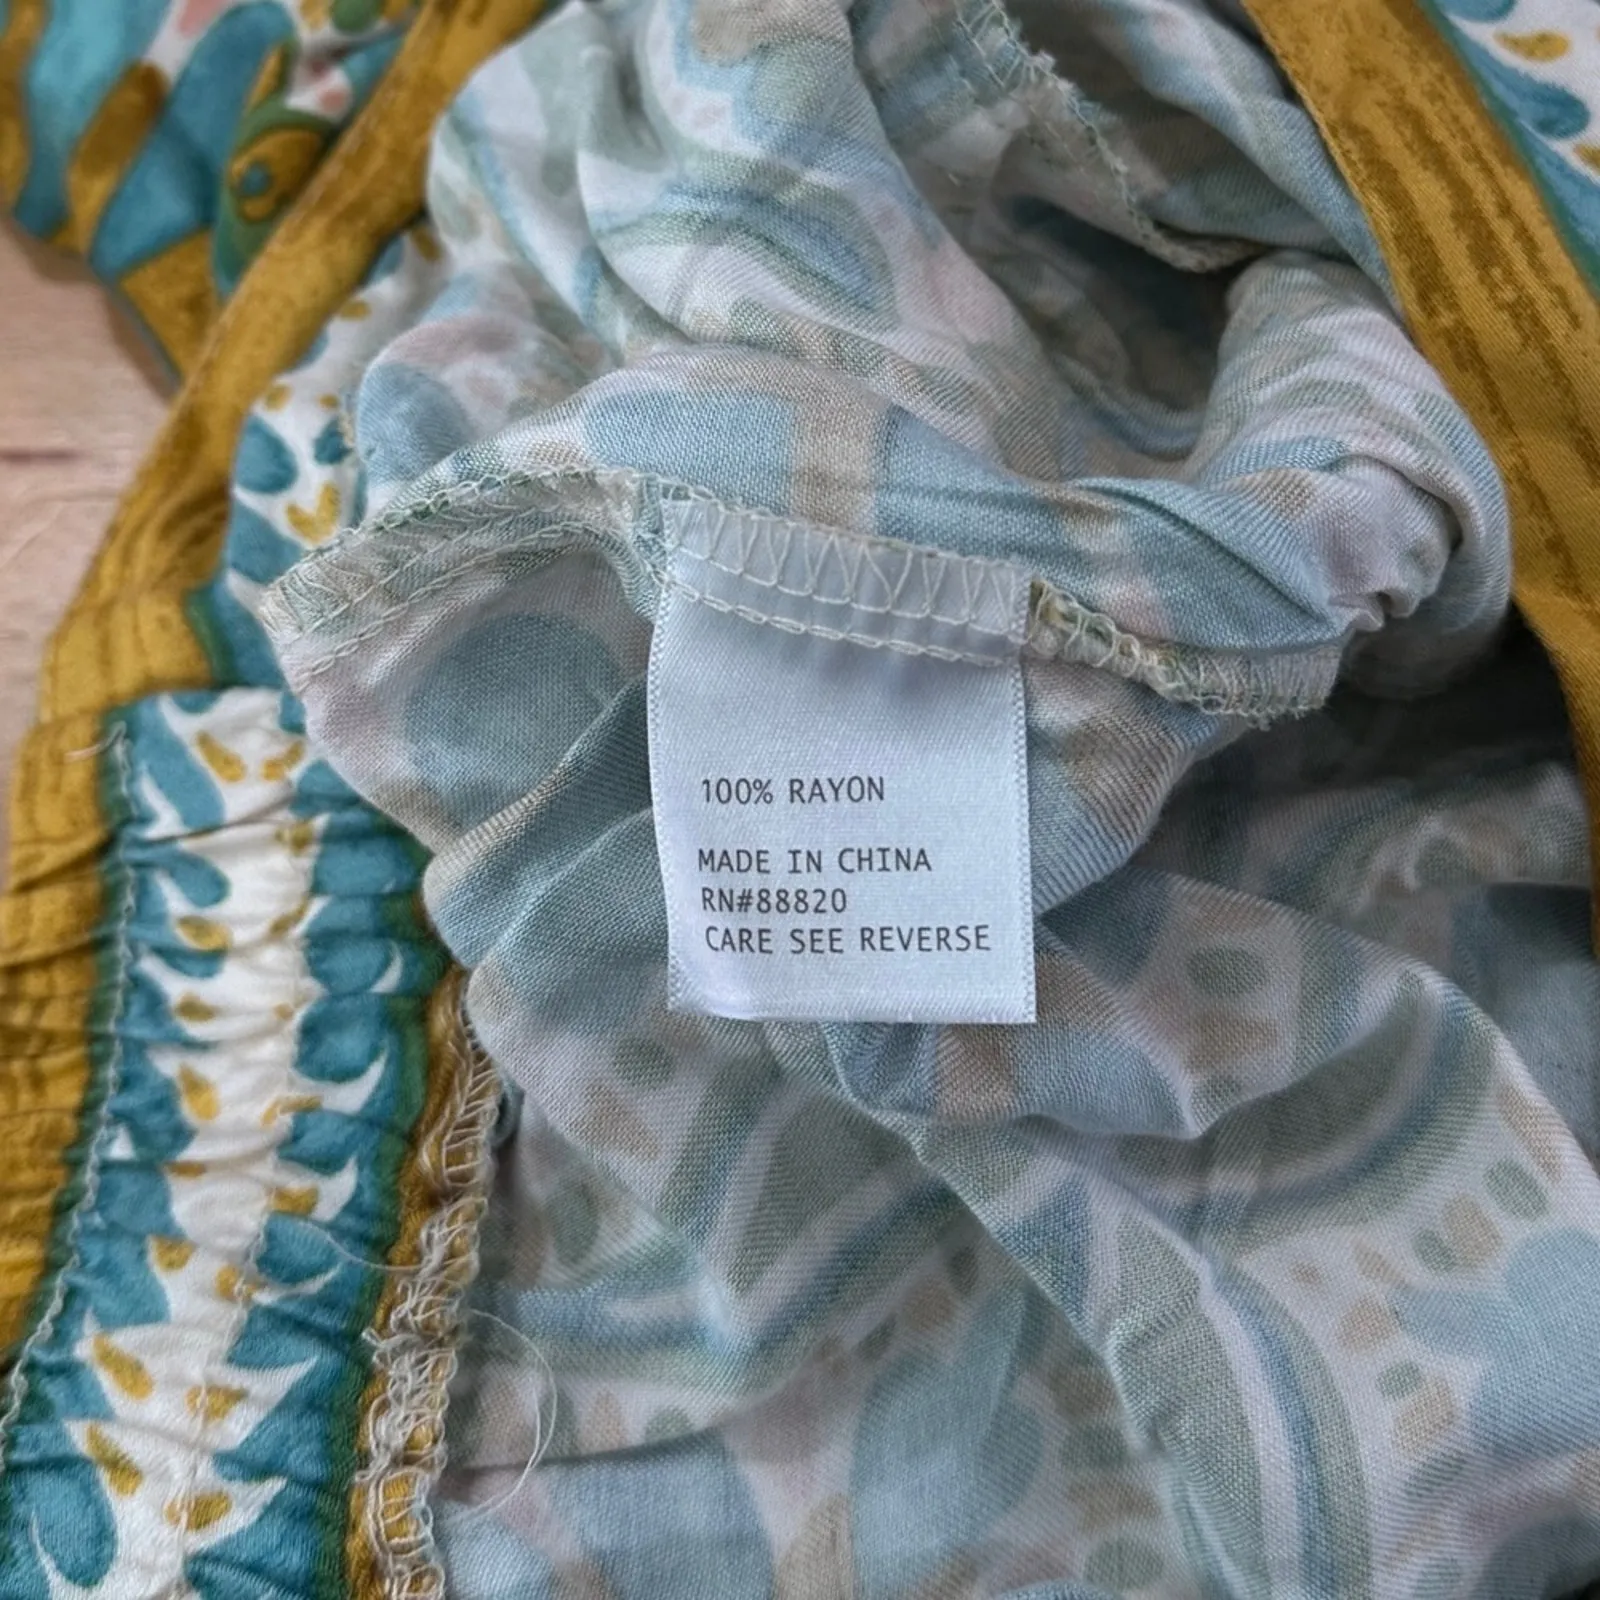 100% RAYON
MADE IN CHINA
RN#88820
CARE SEE REVERSE